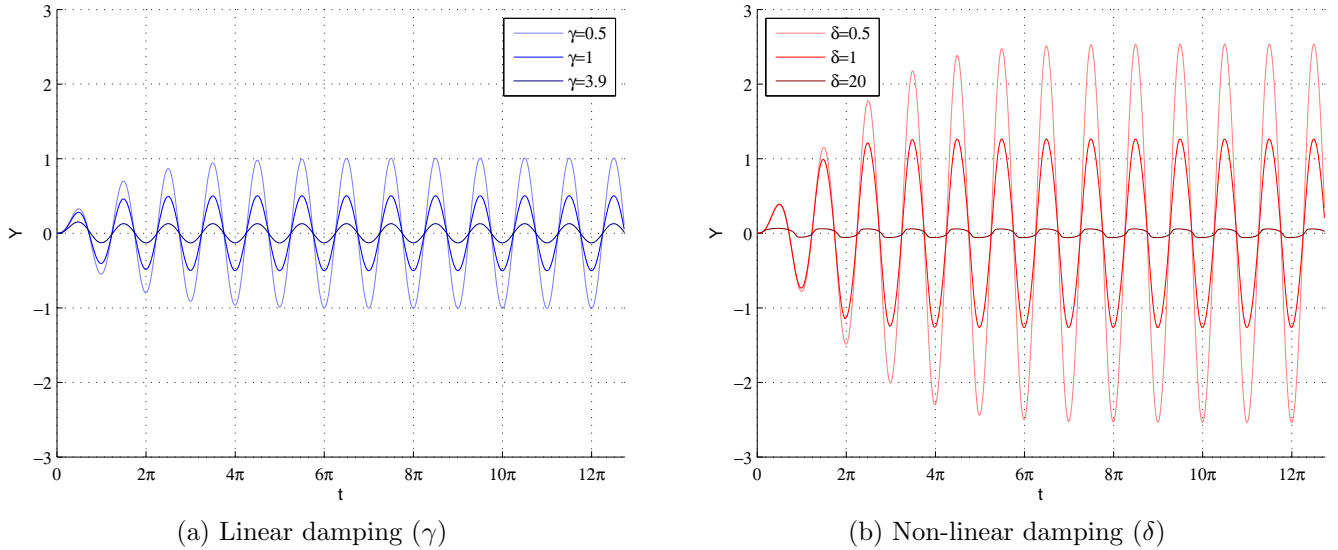 3
2
1
0
−1
−2
−3
Y
0
2π
4π
6π
8π
10π
12π
t
γ=0.5
γ=1
γ=3.9
(a) Linear damping (γ)
3
2
1
0
−1
−2
−3
Y
0
2π
4π
6π
8π
10π
12π
t
δ=0.5
δ=1
δ=20
(b) Non-linear damping (δ)